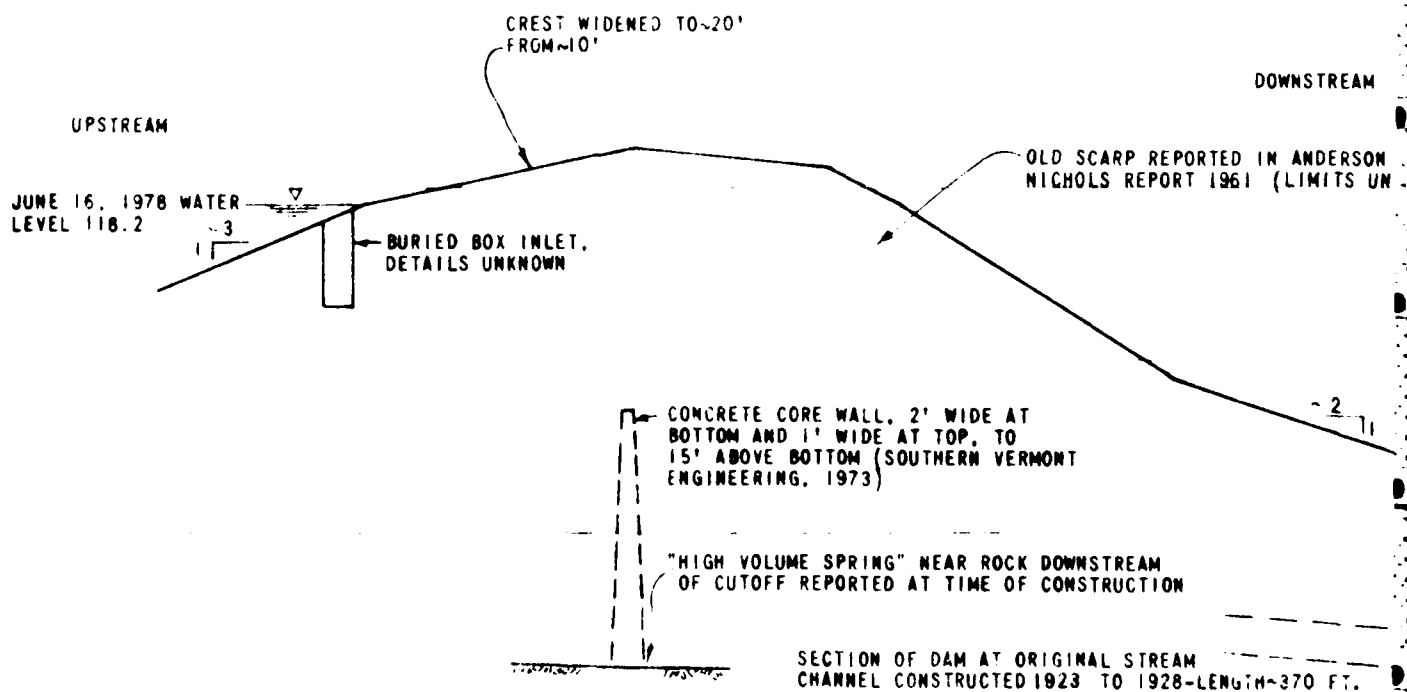 CREST WIDENED TO ~20'
FROM ~10'
DOWNSTREAM
UPSTREAM
OLD SCARP REPORTED IN ANDERSON
NICHOLS REPORT 1961 (LIMITS UN
JUNE 16, 1978 WATER
LEVEL 118.2
~3
1
BURIED BOX INLET,
DETAILS UNKNOWN
~2
1
CONCRETE CORE WALL, 2' WIDE AT
BOTTOM AND 1' WIDE AT TOP, TO
15' ABOVE BOTTOM (SOUTHERN VERMONT
ENGINEERING, 1973)
"HIGH VOLUME SPRING" NEAR ROCK DOWNSTREAM
OF CUTOFF REPORTED AT TIME OF CONSTRUCTION
SECTION OF DAM AT ORIGINAL STREAM
CHANNEL CONSTRUCTED 1923 TO 1928-LENGTH~370 FT.